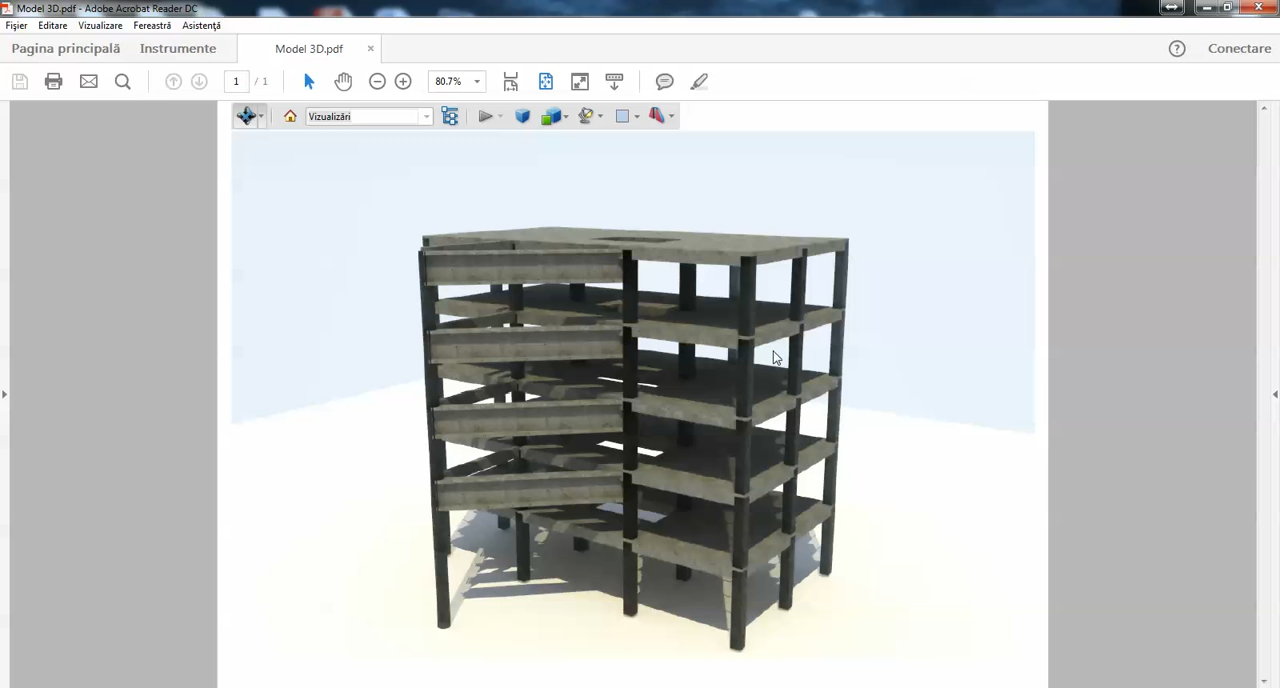 Model 3D.pdf - Adobe Acrobat Reader DC
Fișier Editare Vizualizare Fereastră Asistență
Pagina principală Instrumente Model 3D.pdf × ? Conectare
1 / 1 80.7%
Vizualizări